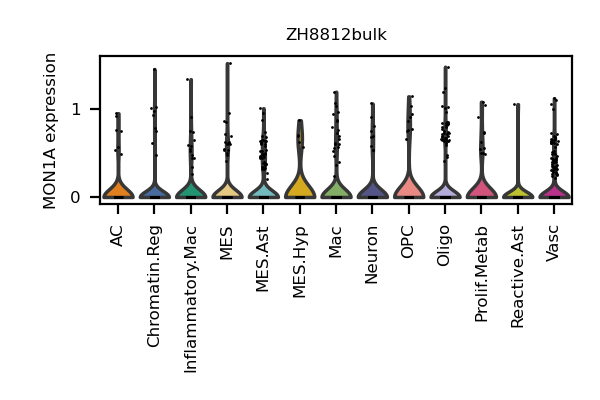 ZH8812bulk
MON1A expression
1
0
AC
Chromatin.Reg
Inflammatory.Mac
MES
MES.Ast
MES.Hyp
Mac
Neuron
OPC
Oligo
Prolif.Metab
Reactive.Ast
Vasc